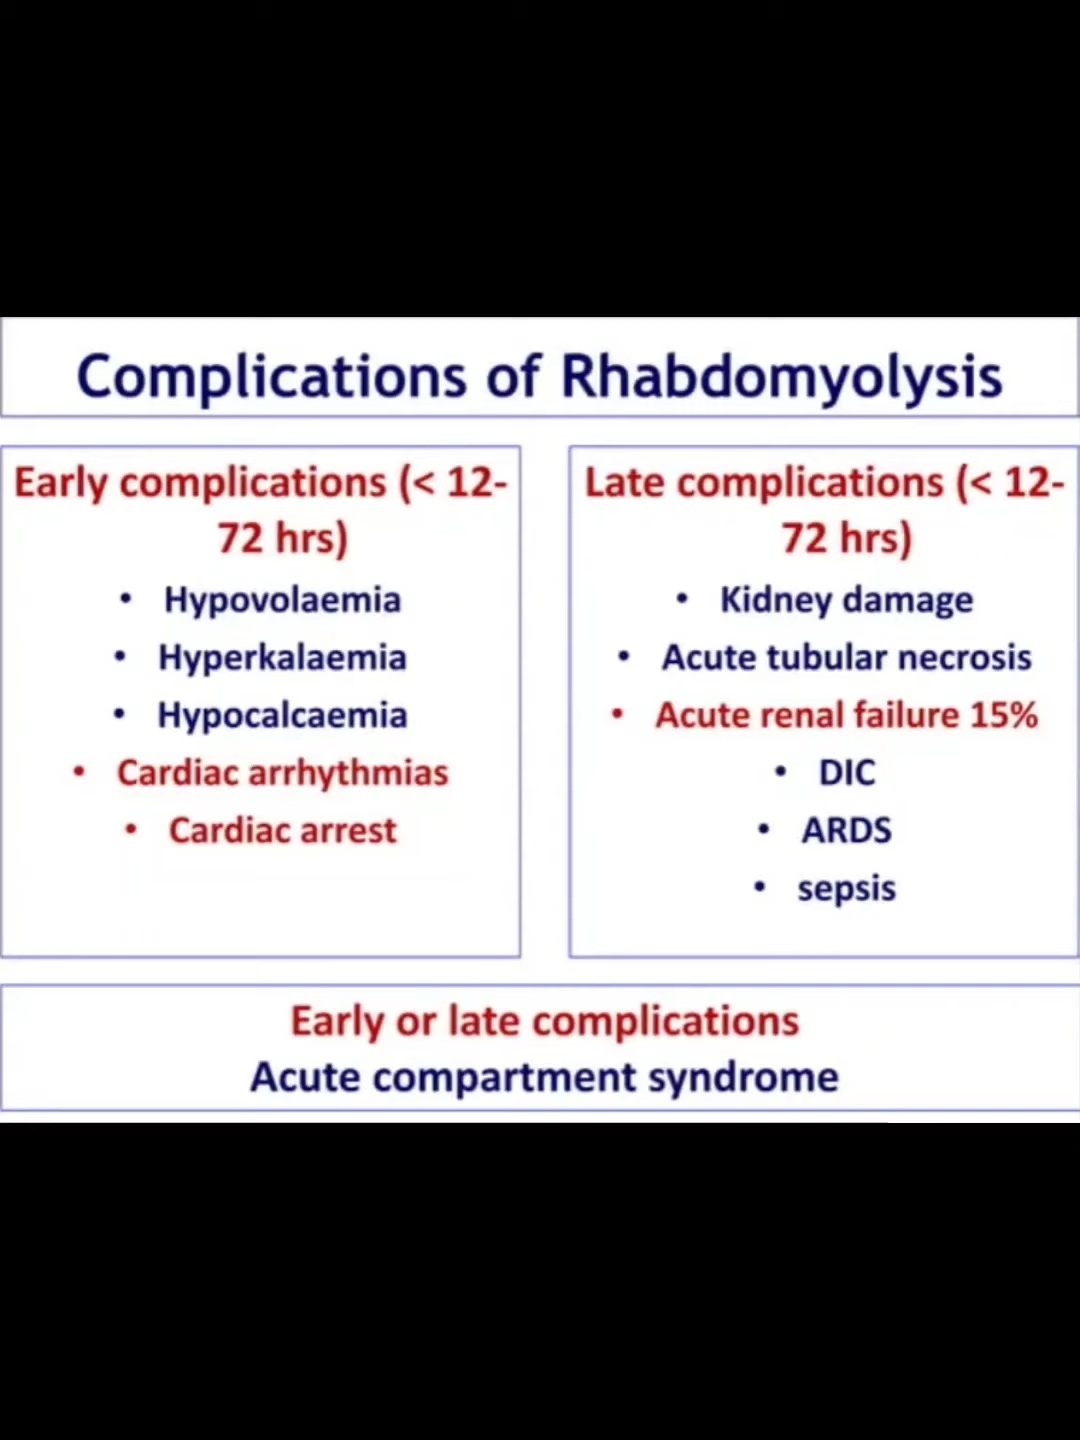 Complications of Rhabdomyolysis
Early complications (< 12-
72 hrs)
• Hypovolaemia
• Hyperkalaemia
• Hypocalcaemia
• Cardiac arrhythmias
• Cardiac arrest
Late complications (< 12-
72 hrs)
• Kidney damage
• Acute tubular necrosis
• Acute renal failure 15%
• DIC
• ARDS
• sepsis
Early or late complications
Acute compartment syndrome